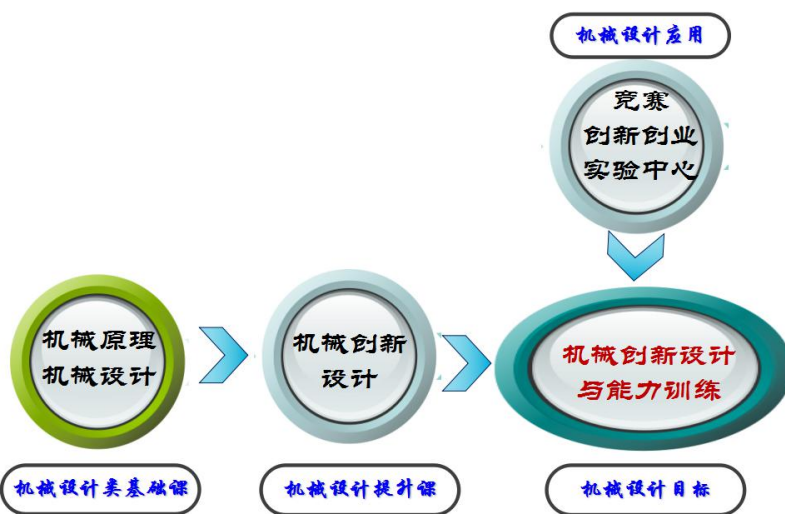 机械设计应用
竞赛
创新创业
实验中心
机械原理
机械设计
机械创新
设计
机械创新设计
与能力训练
机械设计类基础课
机械设计提升课
机械设计目标